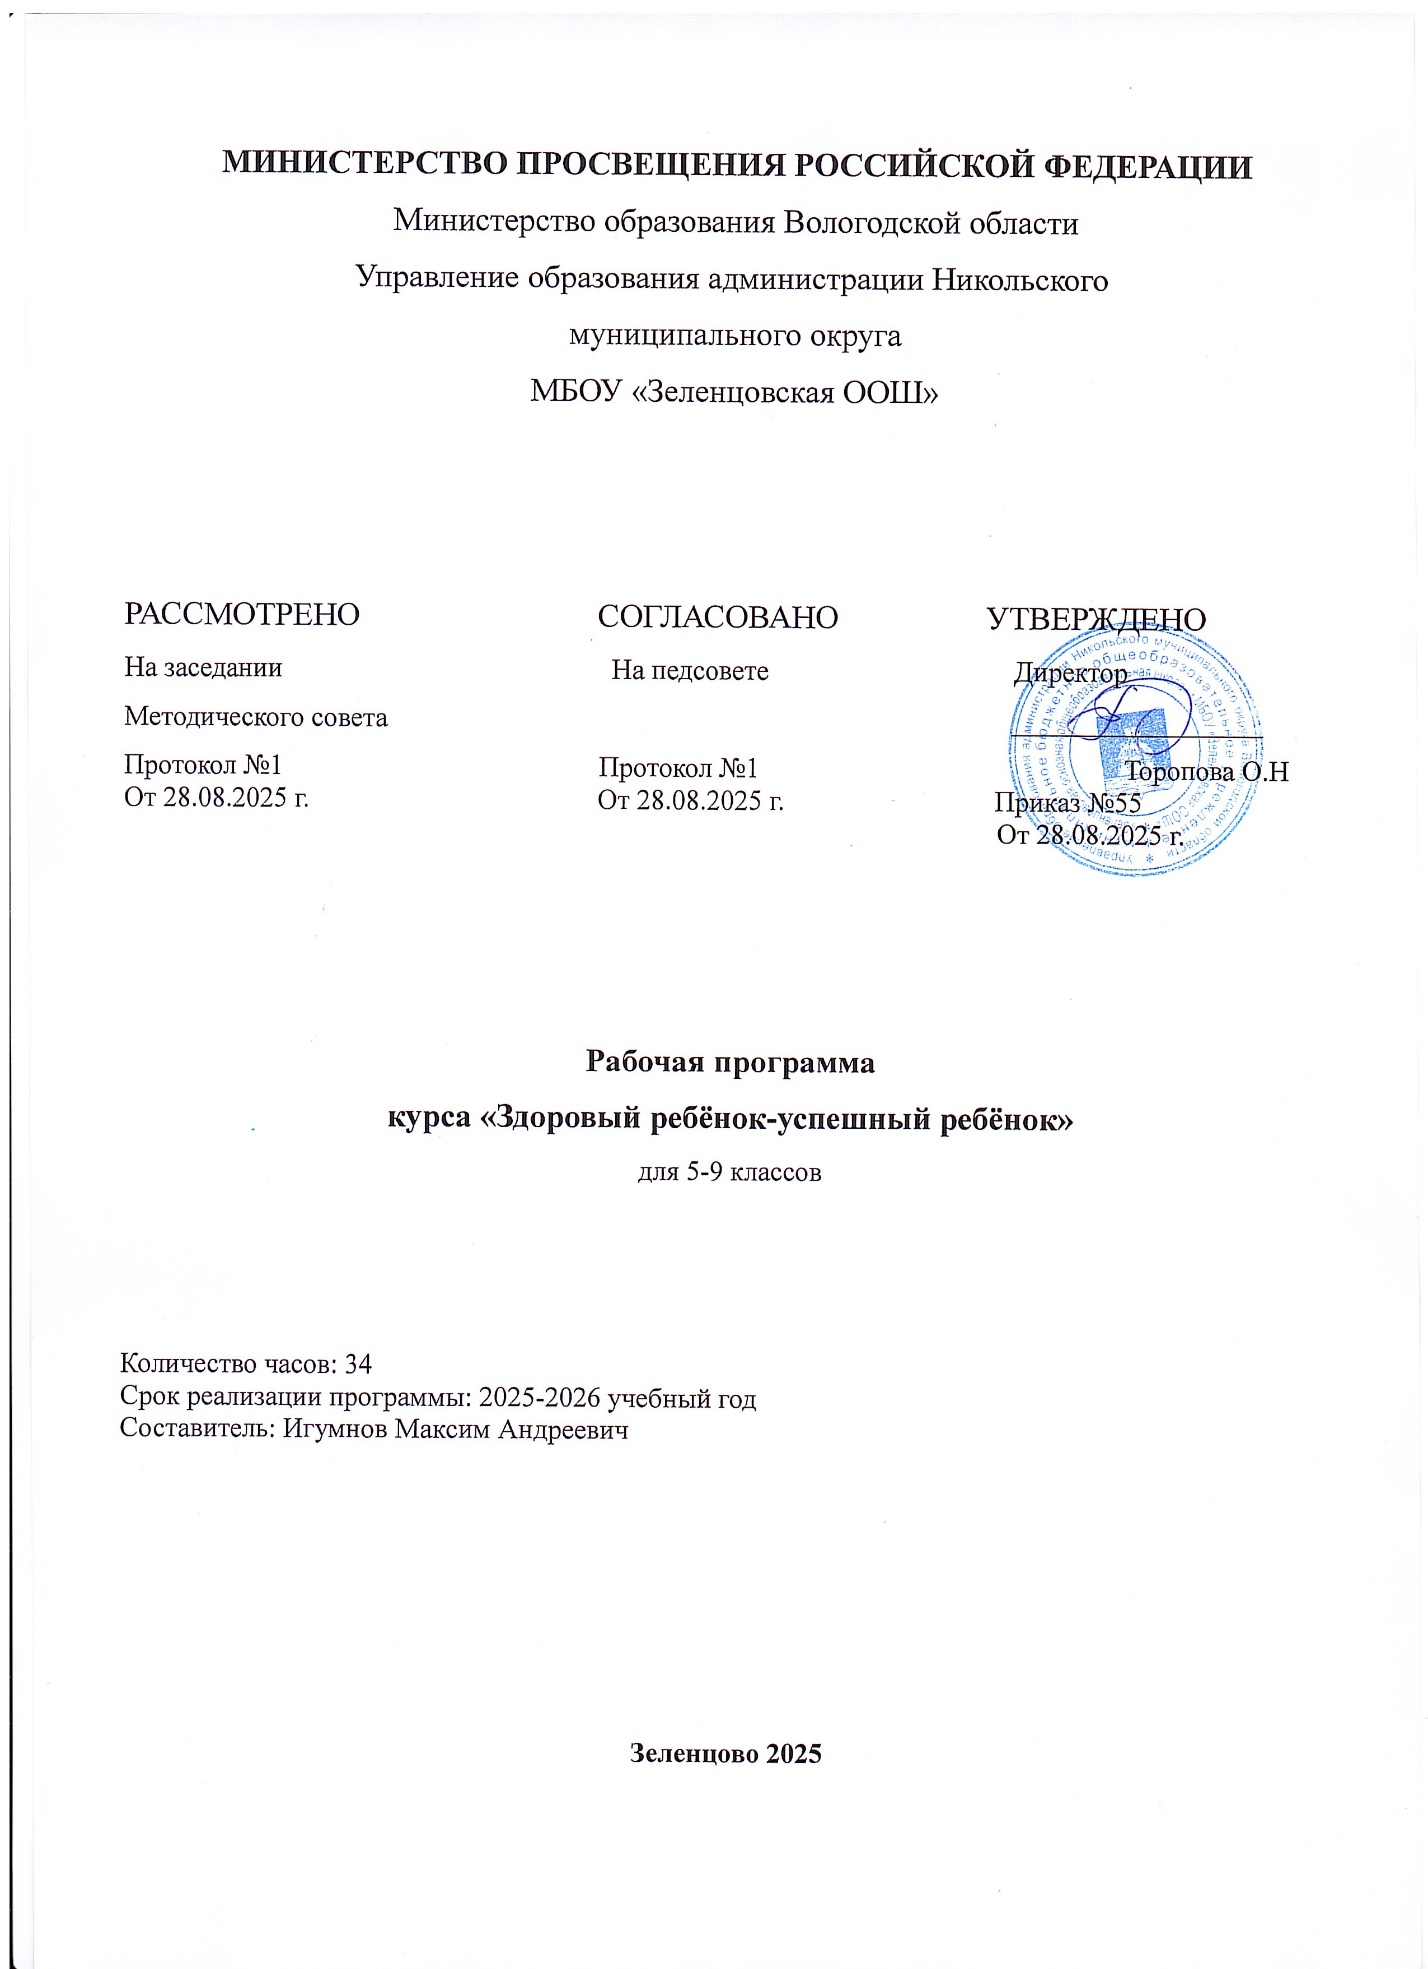 МИНИСТЕРСТВО ПРОСВЕЩЕНИЯ РОССИЙСКОЙ ФЕДЕРАЦИИ
Министерство образования Вологодской области
Управление образования администрации Никольского
муниципального округа
МБОУ «Зеленцовская ООШ»
РАССМОТРЕНО
На заседании
Методического совета
Протокол №1
От 28.08.2025 г.
СОГЛАСОВАНО
На педсовете
Протокол №1
От 28.08.2025 г.
УТВЕРЖДЕНО
Директор
Торопова О.Н
Приказ №55
От 28.08.2025 г.
Рабочая программа
курса «Здоровый ребёнок-успешный ребёнок»
для 5-9 классов
Количество часов: 34
Срок реализации программы: 2025-2026 учебный год
Составитель: Игумнов Максим Андреевич
Зеленцово 2025